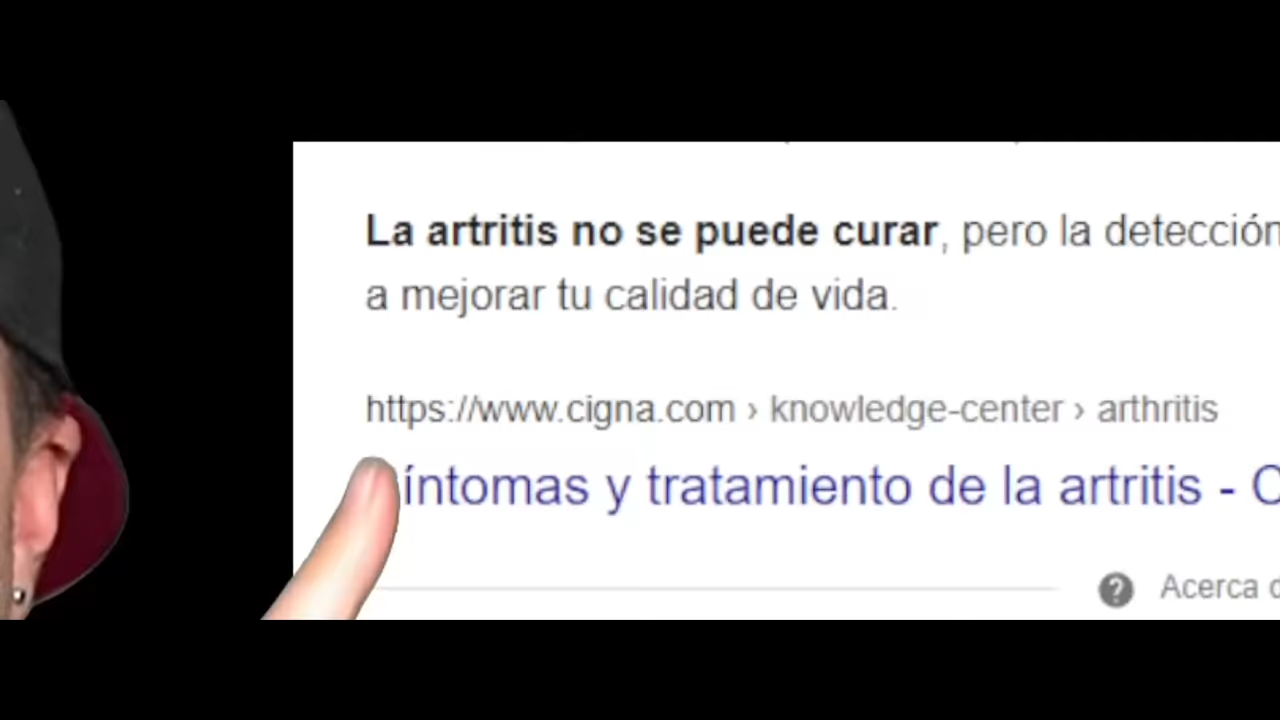 La artritis no se puede curar, pero la detección
a mejorar tu calidad de vida.
https://www.cigna.com › knowledge-center › arthritis
íntomas y tratamiento de la artritis -
Acerca